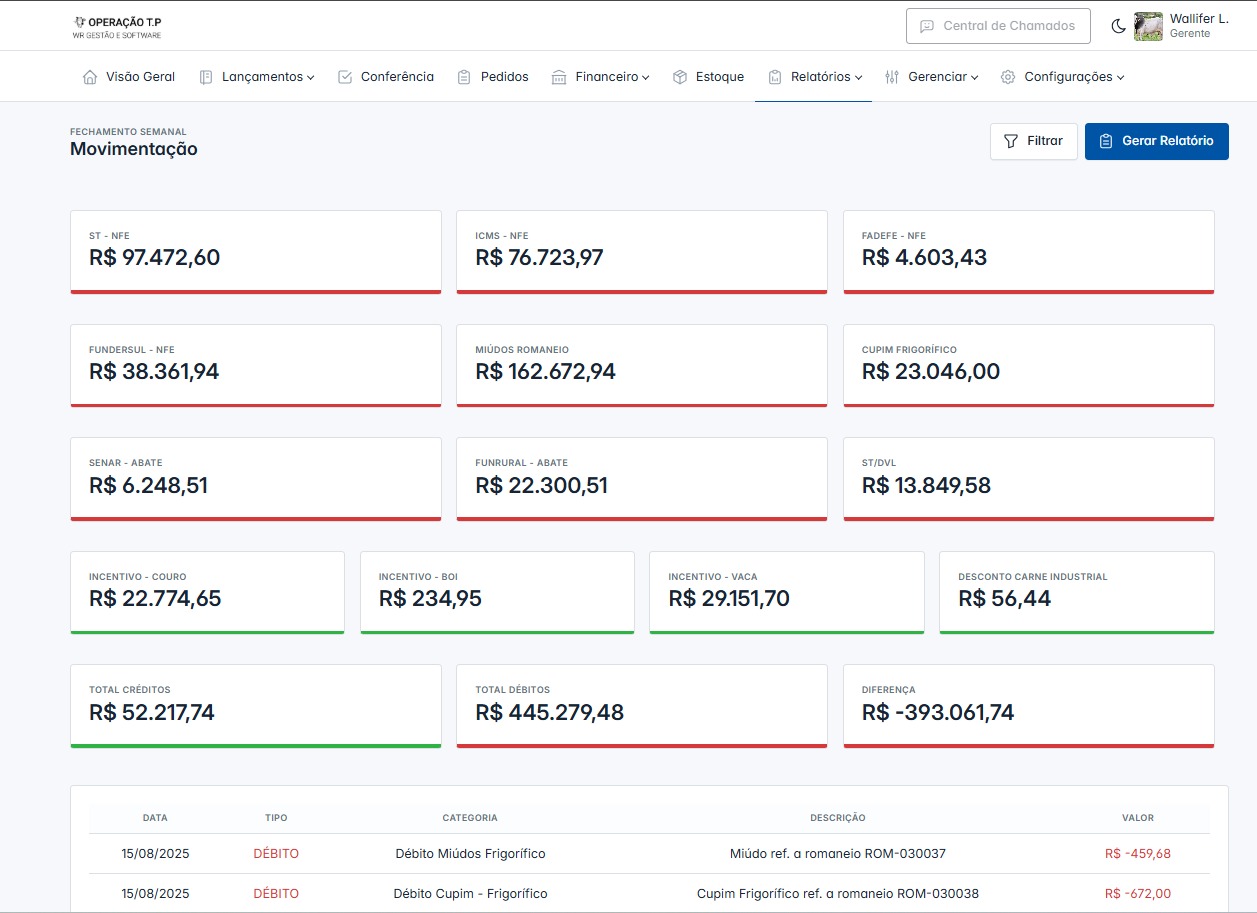 OPERAÇÃO T.P
WR GESTÃO E SOFTWARE
Central de Chamados
Wallifer L.
Gerente
Visão Geral Lançamentos Conferência Pedidos Financeiro Estoque Relatórios Gerenciar Configurações
FECHAMENTO SEMANAL
Movimentação
Filtrar Gerar Relatório
ST - NFE ICMS - NFE FADEFE - NFE
R$ 97.472,60 R$ 76.723,97 R$ 4.603,43
FUNDERSUL - NFE MIÚDOS ROMANEIO CUPIM FRIGORÍFICO
R$ 38.361,94 R$ 162.672,94 R$ 23.046,00
SENAR - ABATE FUNRURAL - ABATE ST/DVL
R$ 6.248,51 R$ 22.300,51 R$ 13.849,58
INCENTIVO - COURO INCENTIVO - BOI INCENTIVO - VACA DESCONTO CARNE INDUSTRIAL
R$ 22.774,65 R$ 234,95 R$ 29.151,70 R$ 56,44
TOTAL CRÉDITOS TOTAL DÉBITOS DIFERENÇA
R$ 52.217,74 R$ 445.279,48 R$ -393.061,74
DATA TIPO CATEGORIA DESCRIÇÃO VALOR
15/08/2025 DÉBITO Débito Miúdos Frigorífico Miúdo ref. a romaneio ROM-030037 R$ -459,68
15/08/2025 DÉBITO Débito Cupim - Frigorífico Cupim Frigorífico ref. a romaneio ROM-030038 R$ -672,00